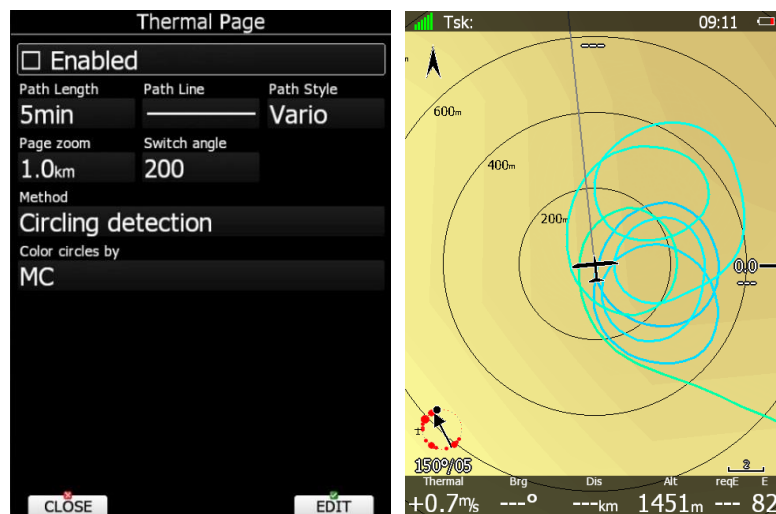 Thermal Page
Enabled
Path Length Path Line Path Style
5min Vario
Page zoom Switch angle
1.0km 200
Method
Circling detection
Color circles by
MC
CLOSE EDIT
Tsk: 09:11
---
600m
400m
200m
0.0
---
150°/05
2
Thermal Brg Dis Alt reqE E
+0.7m/s ---° ---km 1451m --- 82